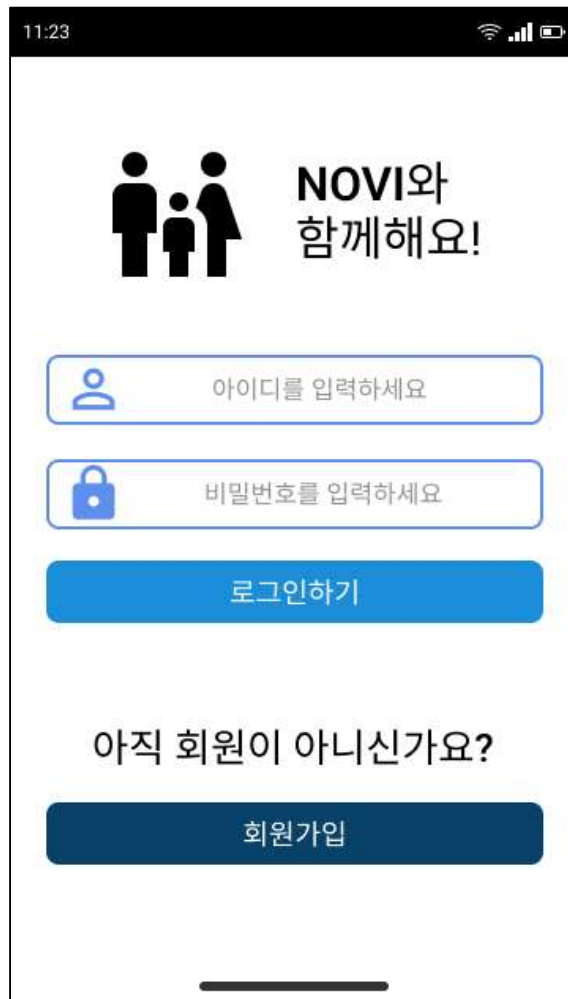 11:23
NOVI와
함께해요!
아이디를 입력하세요
비밀번호를 입력하세요
로그인하기
아직 회원이 아니신가요?
회원가입